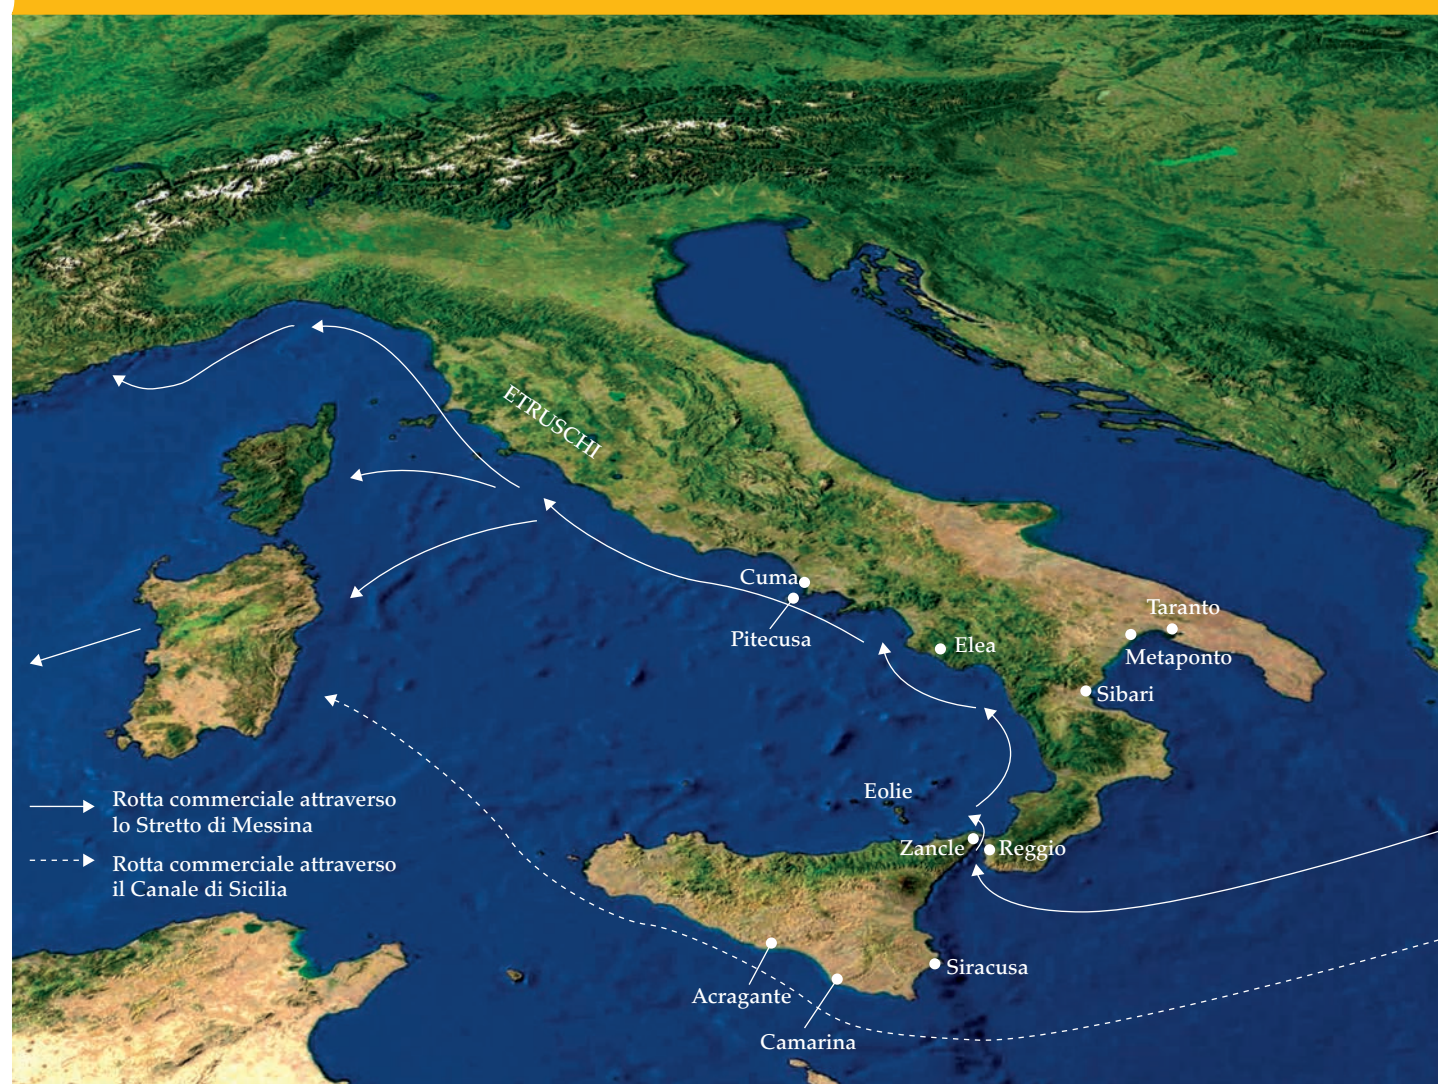 ETRUSCHI
Cuma
Pitecusa
Elea
Taranto
Metaponto
Sibari
Eolie
Rotta commerciale attraverso
lo Stretto di Messina
Rotta commerciale attraverso
il Canale di Sicilia
Zancle
Reggio
Siracusa
Acragante
Camarina